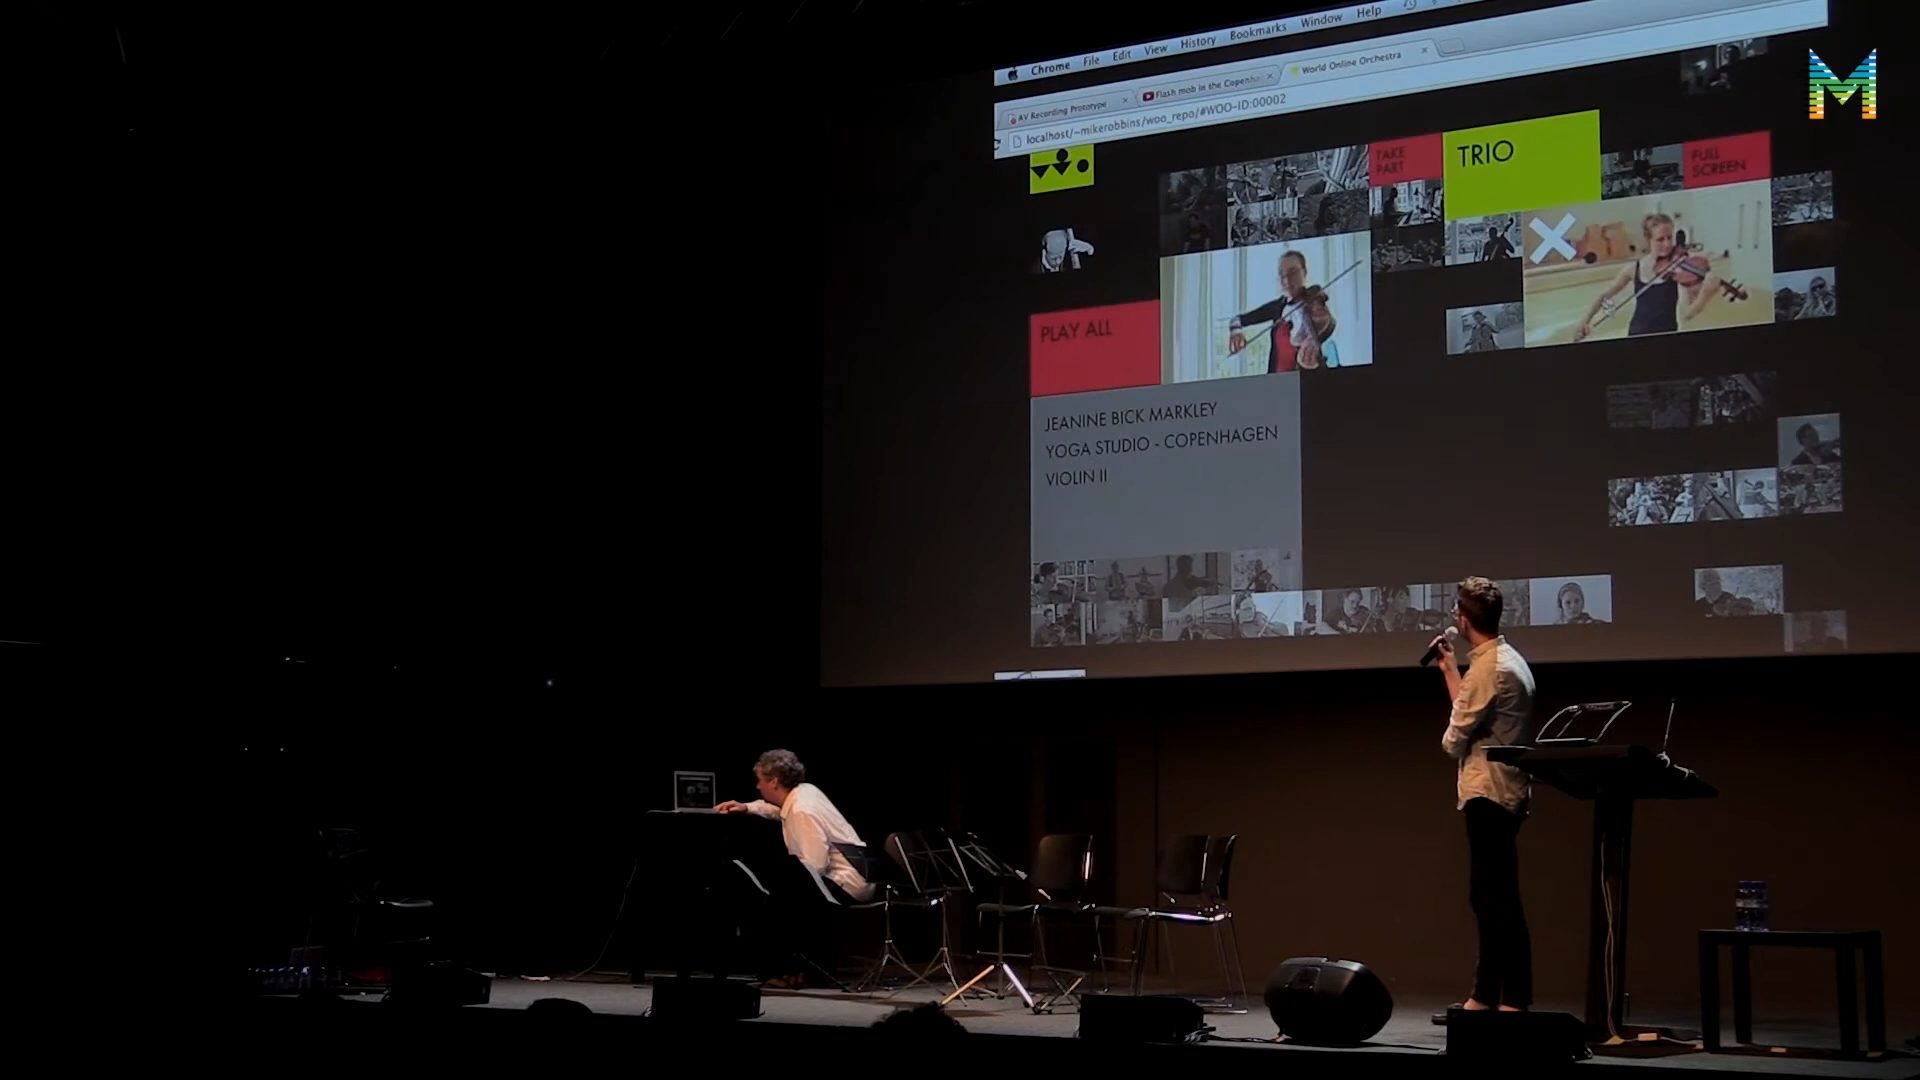 Chrome File Edit View History Bookmarks Window Help
AV Recording Prototype
Flash mob in the Copenha
World Online Orchestra
localhost/~mikerobbins/woo_repo/#WOO-ID:00002
TAKE
PART
TRIO
FULL
SCREEN
PLAY ALL
JEANINE BICK MARKLEY
YOGA STUDIO - COPENHAGEN
VIOLIN II
M